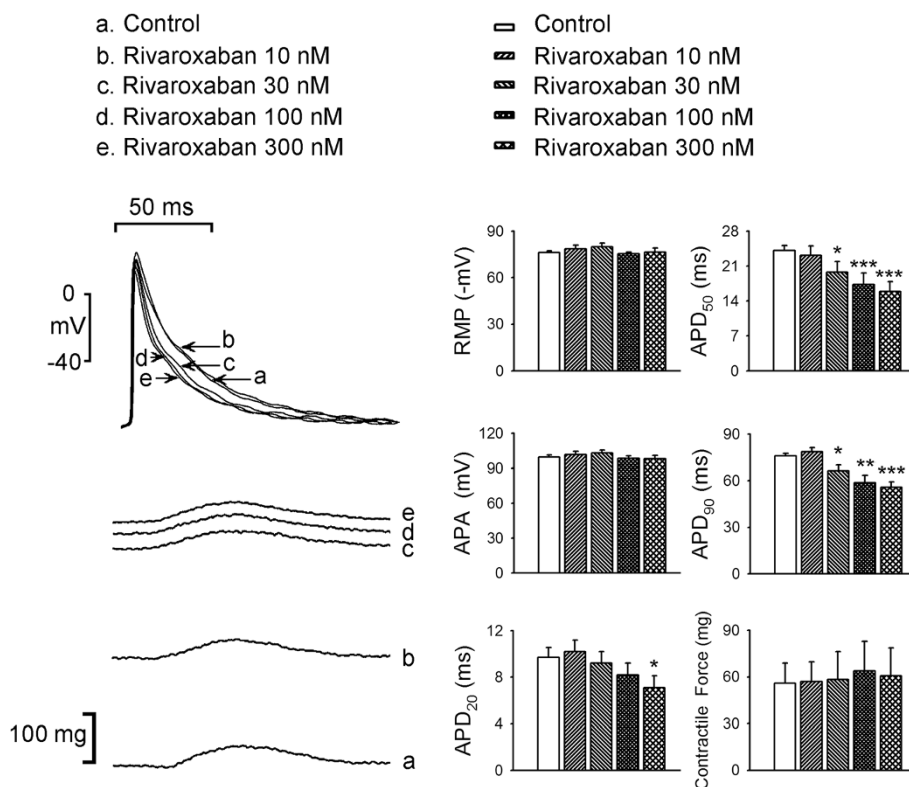 a. Control
b. Rivaroxaban 10 nM
c. Rivaroxaban 30 nM
d. Rivaroxaban 100 nM
e. Rivaroxaban 300 nM
Control
Rivaroxaban 10 nM
Rivaroxaban 30 nM
Rivaroxaban 100 nM
Rivaroxaban 300 nM
50 ms
0
mV
-40
b
c
d
a
e
e
d
c
b
100 mg
a
RMP (-mV)
90
60
30
0
APD50 (ms)
28
21
14
7
0
*
***
***
APA (mV)
120
90
60
30
0
APD90 (ms)
90
60
30
0
*
**
***
APD20 (ms)
12
8
4
0
*
Contractile Force (mg)
90
60
30
0